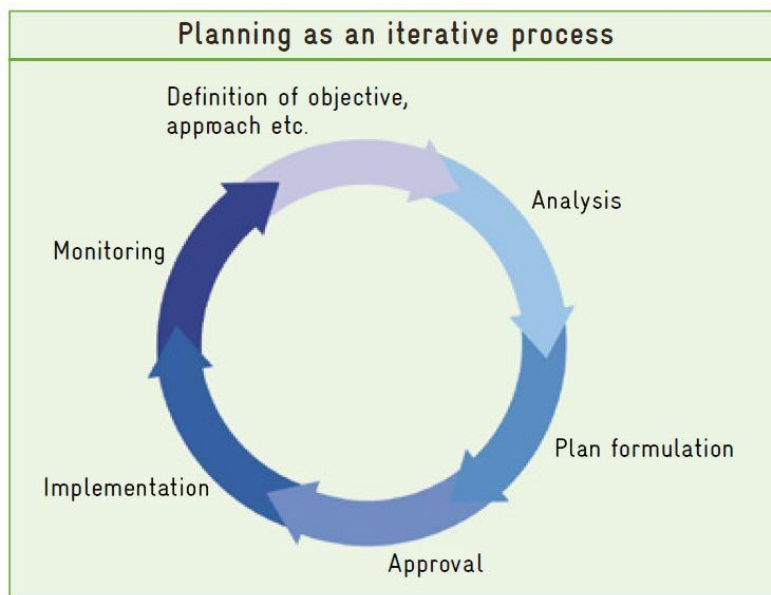 Planning as an iterative process
Definition of objective,
approach etc.
Analysis
Monitoring
Plan formulation
Implementation
Approval